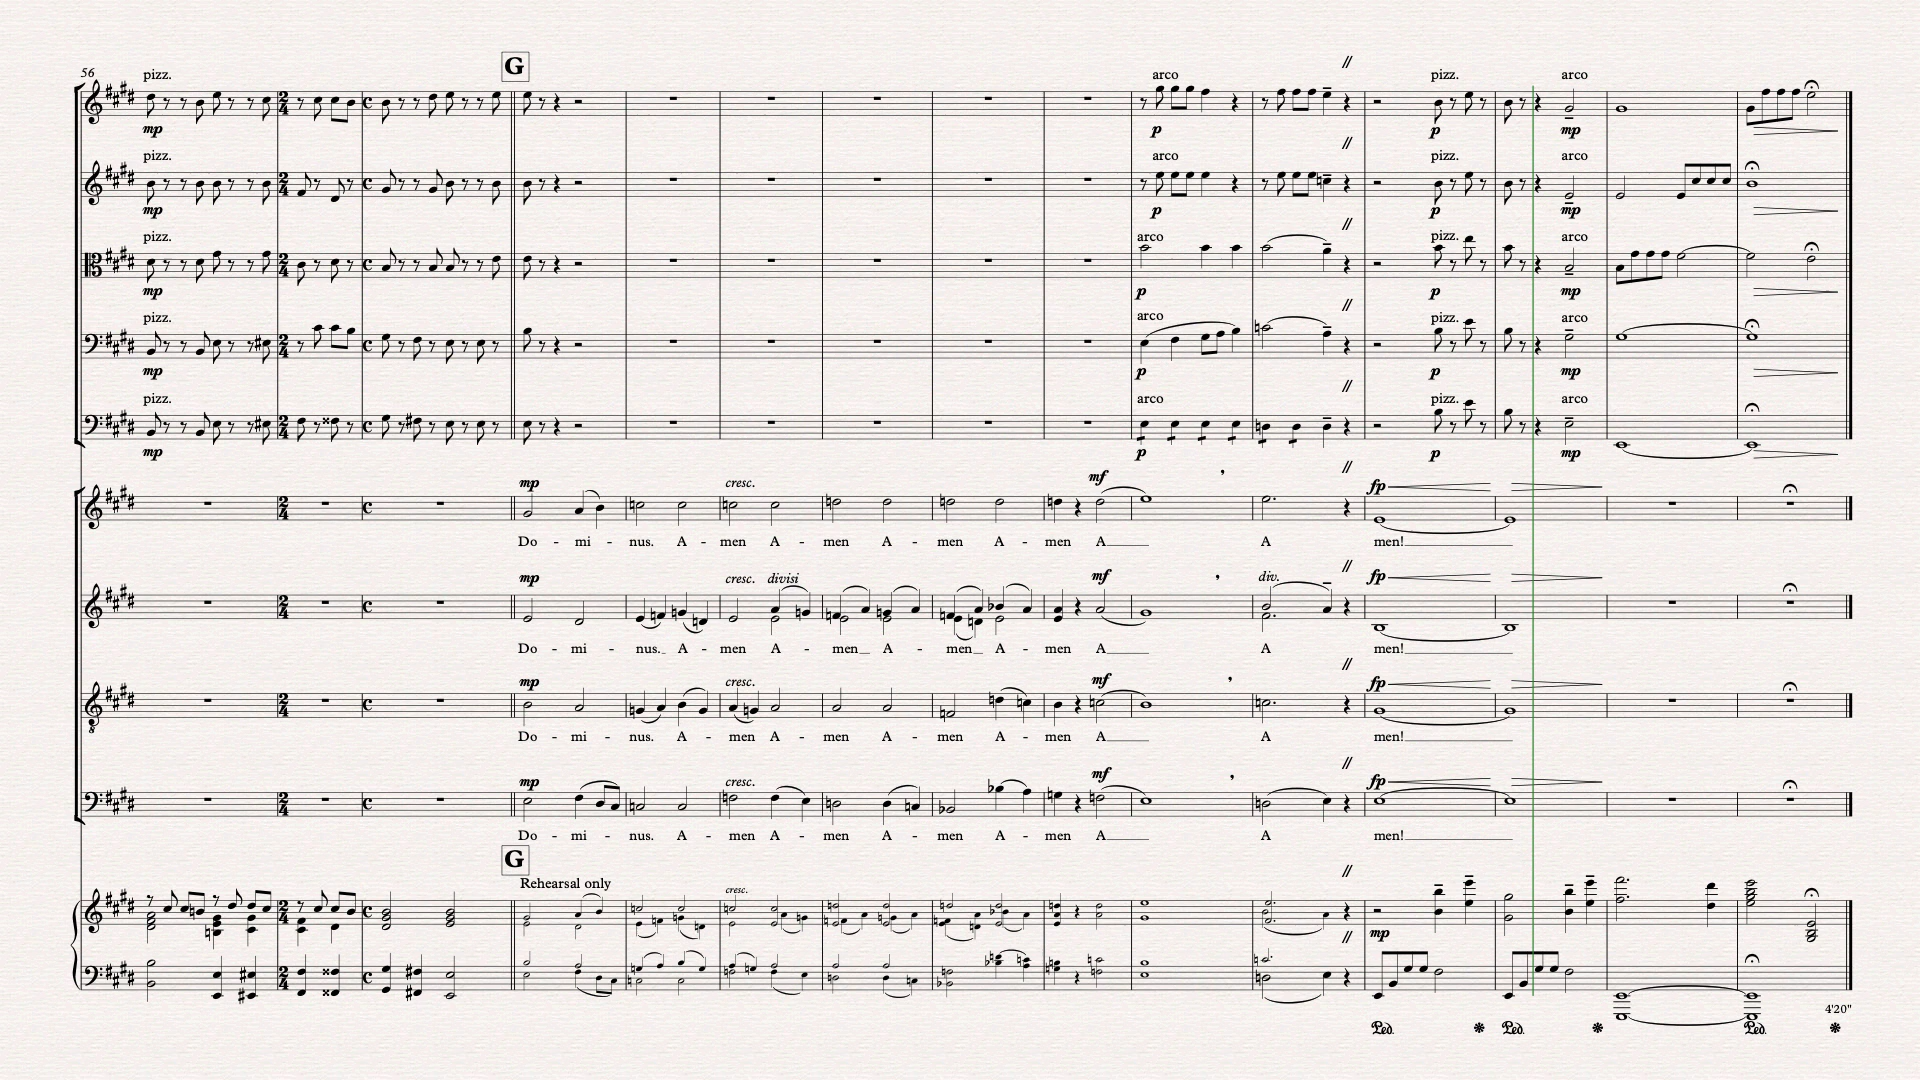 G
56 pizz. arco // pizz. arco
mp p p mp
pizz. arco // pizz. arco
mp p p mp
pizz. arco // pizz. arco
mp p p mp
pizz. arco // pizz. arco
mp p p mp
pizz. arco // pizz. arco
mp p p mp
mp cresc. mf , // fp
Do - mi - nus. A - men A - men A - men A - men A A men!
mp cresc. divisi mf , div. // fp
Do - mi - nus. A - men A - men A - men A - men A A men!
mp cresc. mf , // fp
Do - mi - nus. A - men A - men A - men A - men A A men!
mp cresc. mf , // fp
Do - mi - nus. A - men A - men A - men A - men A A men!
G
Rehearsal only
cresc. //
mp //
4'20"
Ped. * Ped. * Ped. *